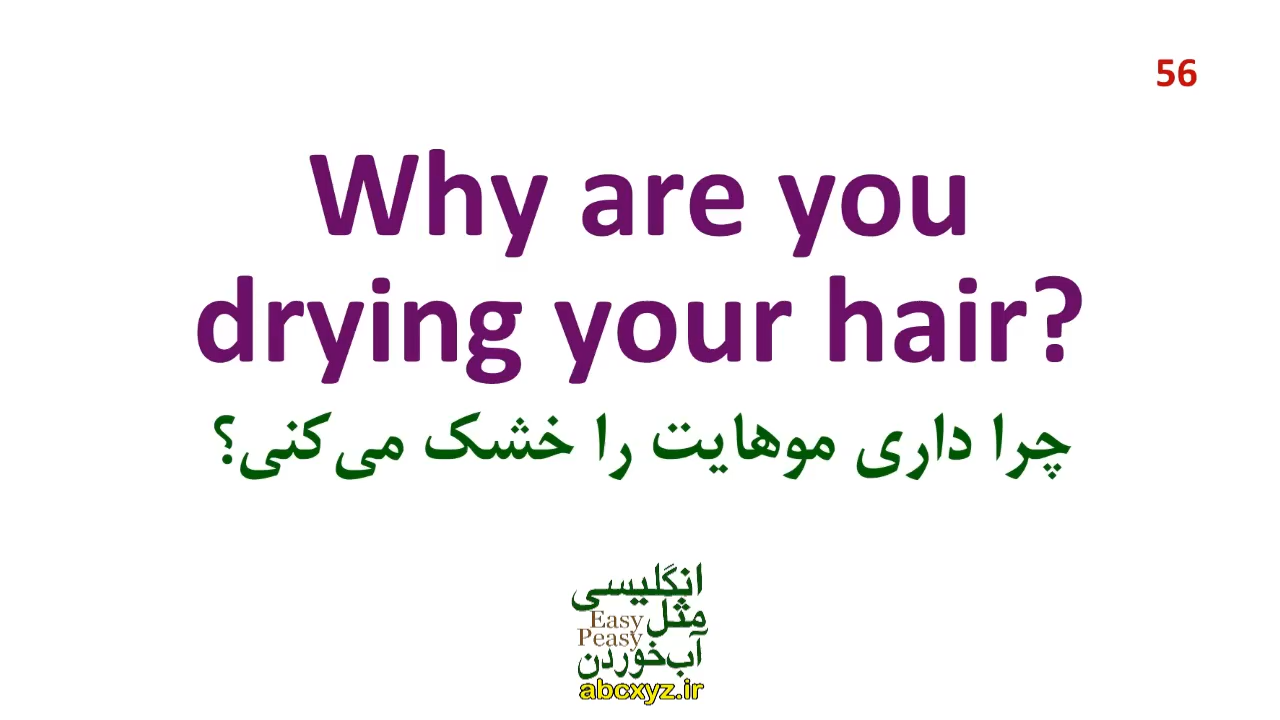 56
Why are you
drying your hair?
چرا داری موهایت را خشک می‌کنی؟
انگلیسی
مثل
Easy
Peasy
آب‌خوردن
abcxyz.ir